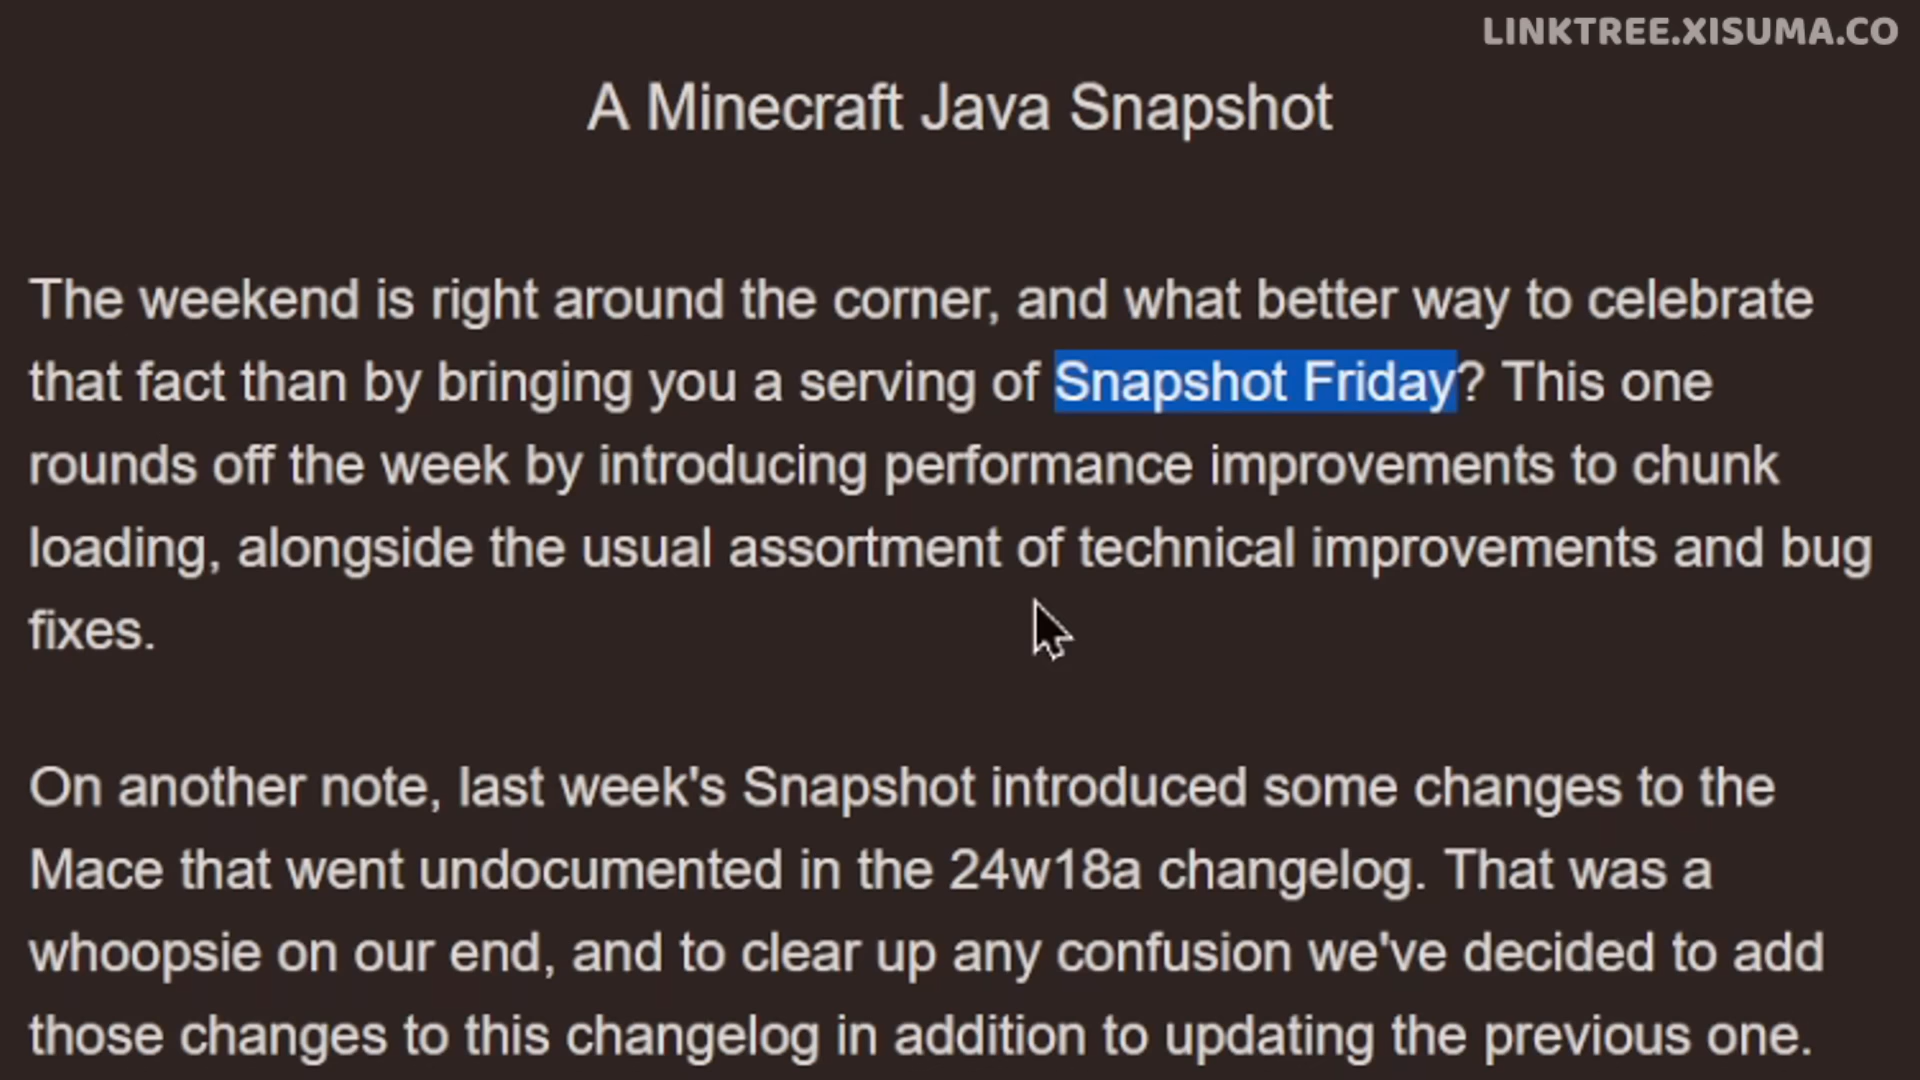 LINKTREE.XISUMA.CO
A Minecraft Java Snapshot
The weekend is right around the corner, and what better way to celebrate
that fact than by bringing you a serving of Snapshot Friday? This one
rounds off the week by introducing performance improvements to chunk
loading, alongside the usual assortment of technical improvements and bug
fixes.
On another note, last week's Snapshot introduced some changes to the
Mace that went undocumented in the 24w18a changelog. That was a
whoopsie on our end, and to clear up any confusion we've decided to add
those changes to this changelog in addition to updating the previous one.